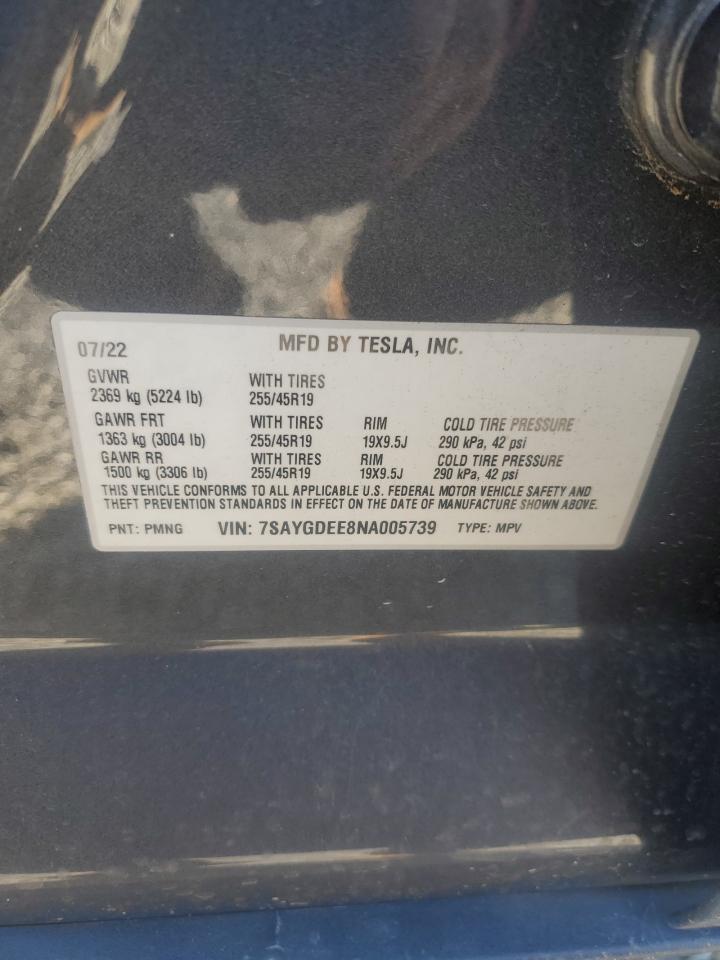 07/22 MFD BY TESLA, INC.
GVWR WITH TIRES
2369 kg (5224 lb) 255/45R19
GAWR FRT WITH TIRES RIM COLD TIRE PRESSURE
1363 kg (3004 lb) 255/45R19 19X9.5J 290 kPa, 42 psi
GAWR RR WITH TIRES RIM COLD TIRE PRESSURE
1500 kg (3306 lb) 255/45R19 19X9.5J 290 kPa, 42 psi
THIS VEHICLE CONFORMS TO ALL APPLICABLE U.S. FEDERAL MOTOR VEHICLE SAFETY AND
THEFT PREVENTION STANDARDS IN EFFECT ON THE DATE OF MANUFACTURE SHOWN ABOVE.
PNT: PMNG VIN: 7SAYGDEE8NA005739 TYPE: MPV